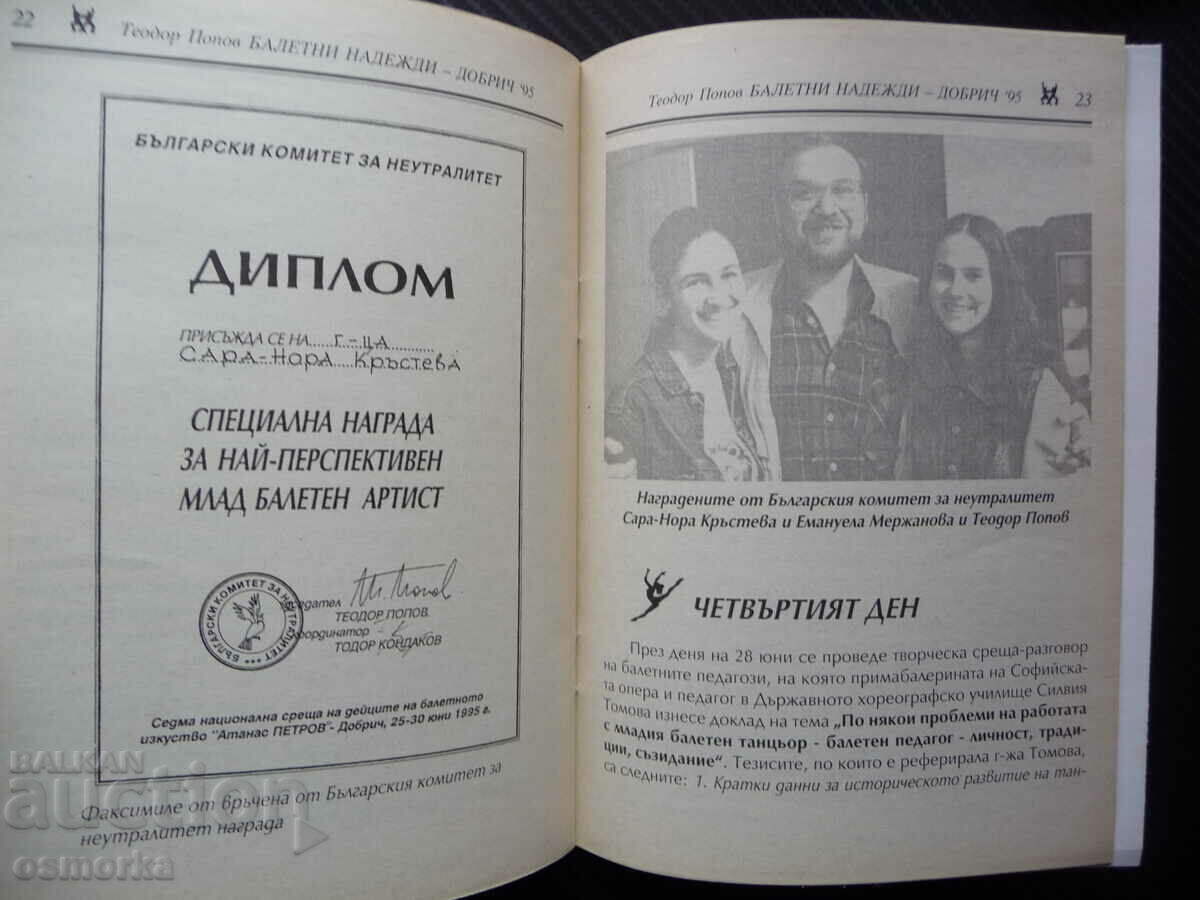 22 Теодор Попов БАЛЕТНИ НАДЕЖДИ – ДОБРИЧ '95
БЪЛГАРСКИ КОМИТЕТ ЗА НЕУТРАЛИТЕТ
ДИПЛОМ
ПРИСЪЖДА СЕ НА......Г-ЦА.........
САРА-НОРА КРЪСТЕВА
СПЕЦИАЛНА НАГРАДА
ЗА НАЙ-ПЕРСПЕКТИВЕН
МЛАД БАЛЕТЕН АРТИСТ
БЪЛГАРСКИ КОМИТЕТ ЗА НЕУТРАЛИТЕТ
ТЕОДОР ПОПОВ
ТОДОР КОНДАКОВ
Седма национална среща на дейците на балетното
изкуство "Атанас ПЕТРОВ"- Добрич, 25-30 юни 1995 г.
Факсимиле от връчена от Българския комитет за
неутралитет награда
Теодор Попов БАЛЕТНИ НАДЕЖДИ – ДОБРИЧ '95 23
Наградените от Българския комитет за неутралитет
Сара-Нора Кръстева и Емануела Мержанова и Теодор Попов
ЧЕТВЪРТИЯТ ДЕН
През деня на 28 юни се проведе творческа среща-разговор
на балетните педагози, на която примабалерината на Софийска-
та опера и педагог в Държавното хореографско училище Силвия
Томова изнесе доклад на тема „По някои проблеми на работата
с младия балетен танцьор - балетен педагог - личност, тради-
ции, съзидание“. Тезисите, по които е реферирала г-жа Томова,
са следните: 1. Кратки данни за историческото развитие на тан-
BALKAN
auction
osmorka